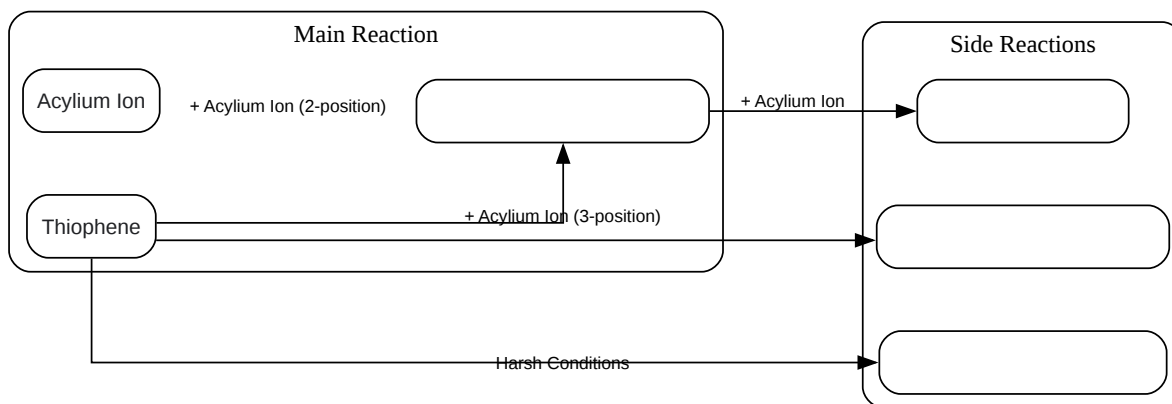 Main Reaction
Side Reactions
Acylium Ion
+ Acylium Ion (2-position)
+ Acylium Ion
Thiophene
+ Acylium Ion (3-position)
Harsh Conditions